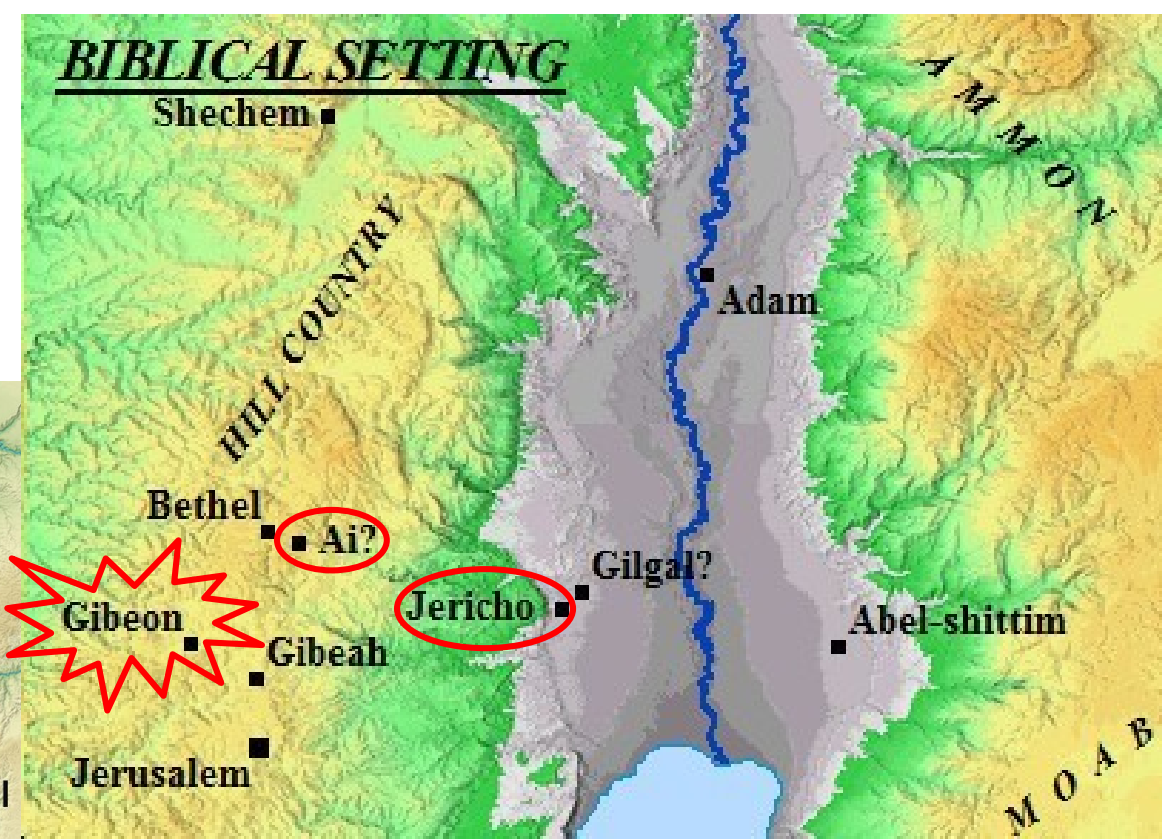 BIBLICAL SETTING
Shechem
AMMON
HILL COUNTRY
Adam
Bethel
Ai?
Gilgal?
Jericho
Gibeon
Abel-shittim
Gibeah
Jerusalem
MOAB